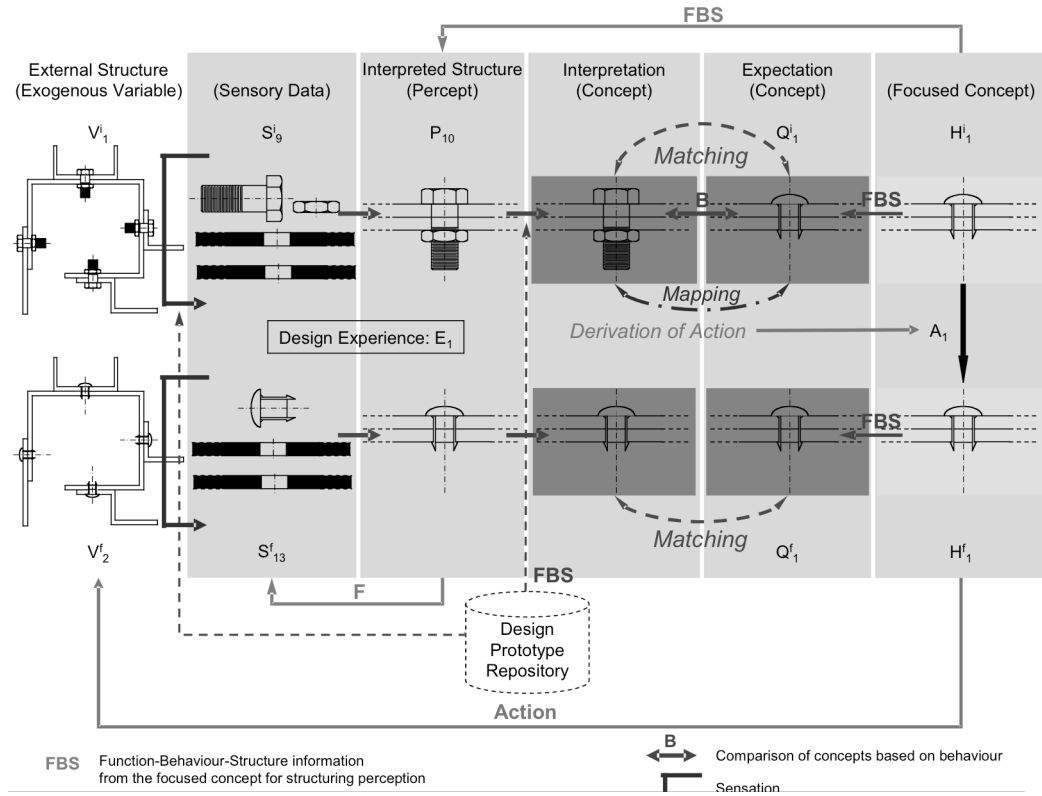 FBS
External Structure
(Exogenous Variable)
(Sensory Data)
Interpreted Structure
(Percept)
Interpretation
(Concept)
Expectation
(Concept)
(Focused Concept)
Vⁱ₁
Sⁱ₉
P₁₀
Qⁱ₁
Hⁱ₁
Matching
B
FBS
Mapping
Design Experience: E₁
Derivation of Action
A₁
FBS
Matching
Vᶠ₂
Sᶠ₁₃
Qᶠ₁
Hᶠ₁
F
FBS
Design
Prototype
Repository
Action
FBS
Function-Behaviour-Structure information
from the focused concept for structuring perception
B
Comparison of concepts based on behaviour
Sensation